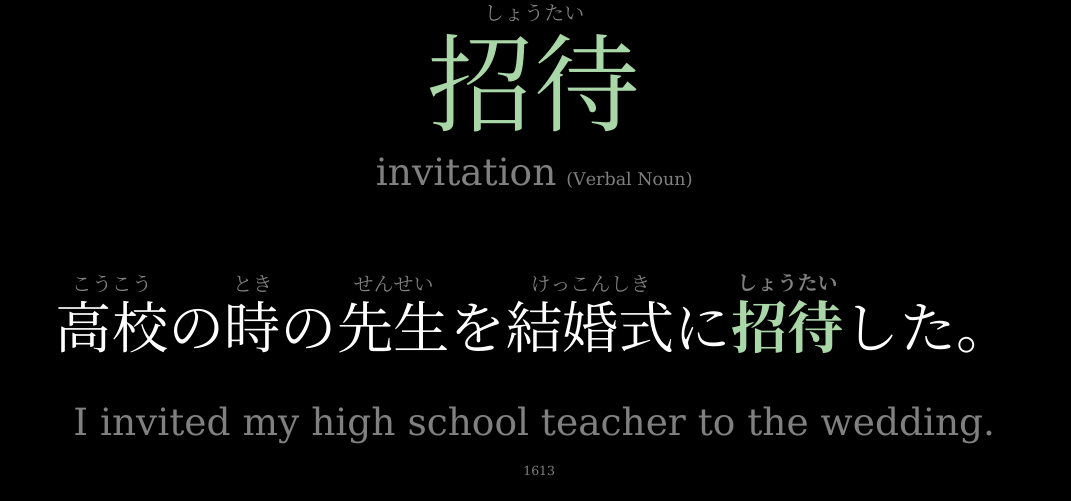 しょうたい
招待
invitation (Verbal Noun)
こうこう とき せんせい けっこんしき しょうたい
高校の時の先生を結婚式に招待した。
I invited my high school teacher to the wedding.
1613